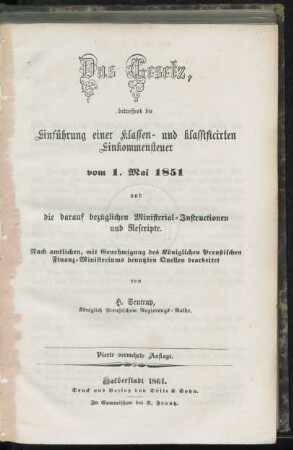 Das Gesetz,
betreffend die
Einführung einer Klassen- und klassificirten
Einkommensteuer
vom 1. Mai 1851
und
die darauf bezüglichen Ministerial-Instructionen
und Rescripte.
Nach amtlichen, mit Genehmigung des Königlichen Preußischen
Finanz-Ministeriums benutzten Quellen bearbeitet
von
H. Sentrup,
Königlich Preußischem Regierungs-Rathe.
Vierte vermehrte Auflage.
Halberstadt 1861.
Druck und Verlag von Dölle & Sohn.
In Commission bei R. Frantz.